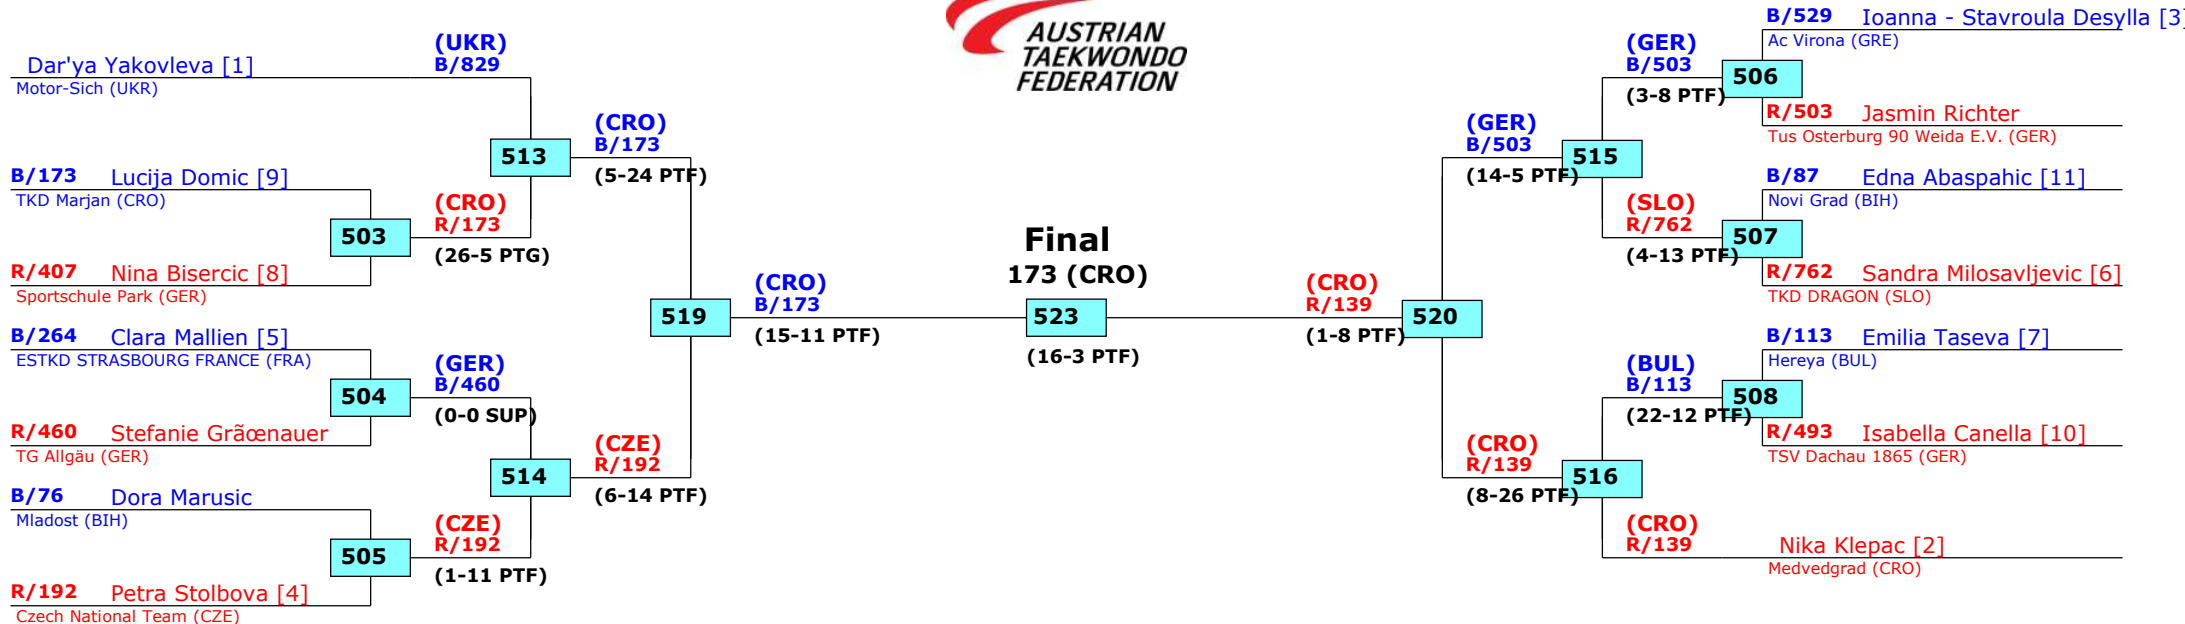 AUSTRIAN
TAEKWONDO
FEDERATION
Dar'ya Yakovleva [1]
Motor-Sich (UKR)
(UKR)
B/829
B/173 Lucija Domic [9]
TKD Marjan (CRO)
503
R/407 Nina Bisercic [8]
Sportschule Park (GER)
(CRO)
R/173
(26-5 PTG)
513
(CRO)
B/173
(5-24 PTF)
B/264 Clara Mallien [5]
ESTKD STRASBOURG FRANCE (FRA)
504
R/460 Stefanie Grãœnauer
TG Allgäu (GER)
(GER)
B/460
(0-0 SUP)
B/76 Dora Marusic
Mladost (BIH)
505
R/192 Petra Stolbova [4]
Czech National Team (CZE)
(CZE)
R/192
(1-11 PTF)
514
(CZE)
R/192
(6-14 PTF)
519
(CRO)
B/173
(15-11 PTF)
Final
173 (CRO)
523
(16-3 PTF)
(CRO)
R/139
(1-8 PTF)
520
(GER)
B/503
(14-5 PTF)
515
(GER)
B/503
(3-8 PTF)
506
B/529 Ioanna - Stavroula Desylla [3]
Ac Virona (GRE)
R/503 Jasmin Richter
Tus Osterburg 90 Weida E.V. (GER)
(SLO)
R/762
(4-13 PTF)
507
B/87 Edna Abaspahic [11]
Novi Grad (BIH)
R/762 Sandra Milosavljevic [6]
TKD DRAGON (SLO)
(CRO)
R/139
(8-26 PTF)
516
(BUL)
B/113
(22-12 PTF)
508
B/113 Emilia Taseva [7]
Hereya (BUL)
R/493 Isabella Canella [10]
TSV Dachau 1865 (GER)
(CRO)
R/139
Nika Klepac [2]
Medvedgrad (CRO)